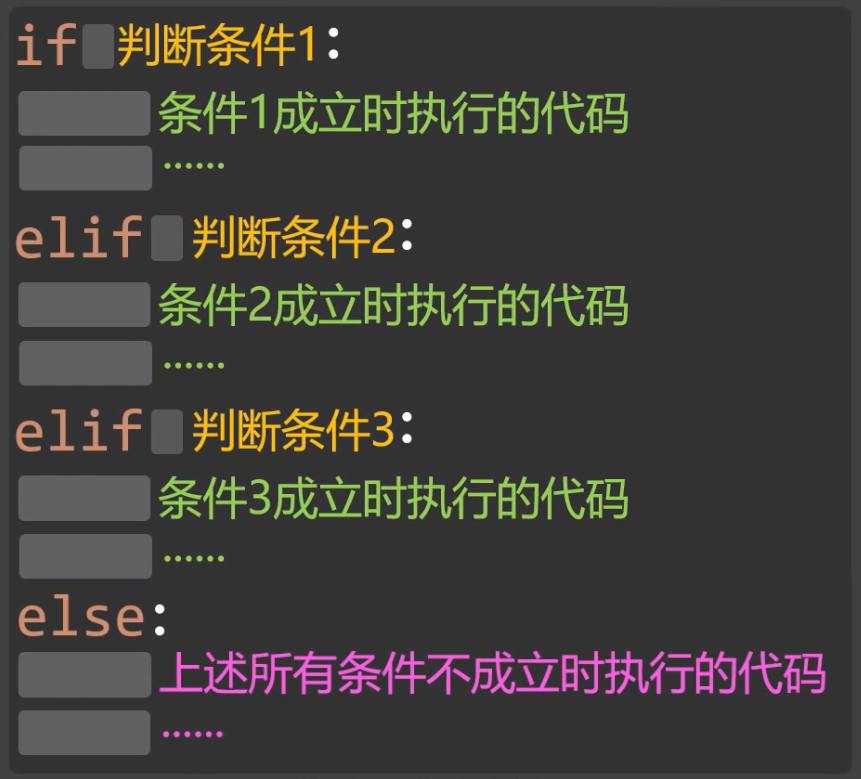 if 判断条件1:
条件1成立时执行的代码
......
elif 判断条件2:
条件2成立时执行的代码
......
elif 判断条件3:
条件3成立时执行的代码
......
else:
上述所有条件不成立时执行的代码
......